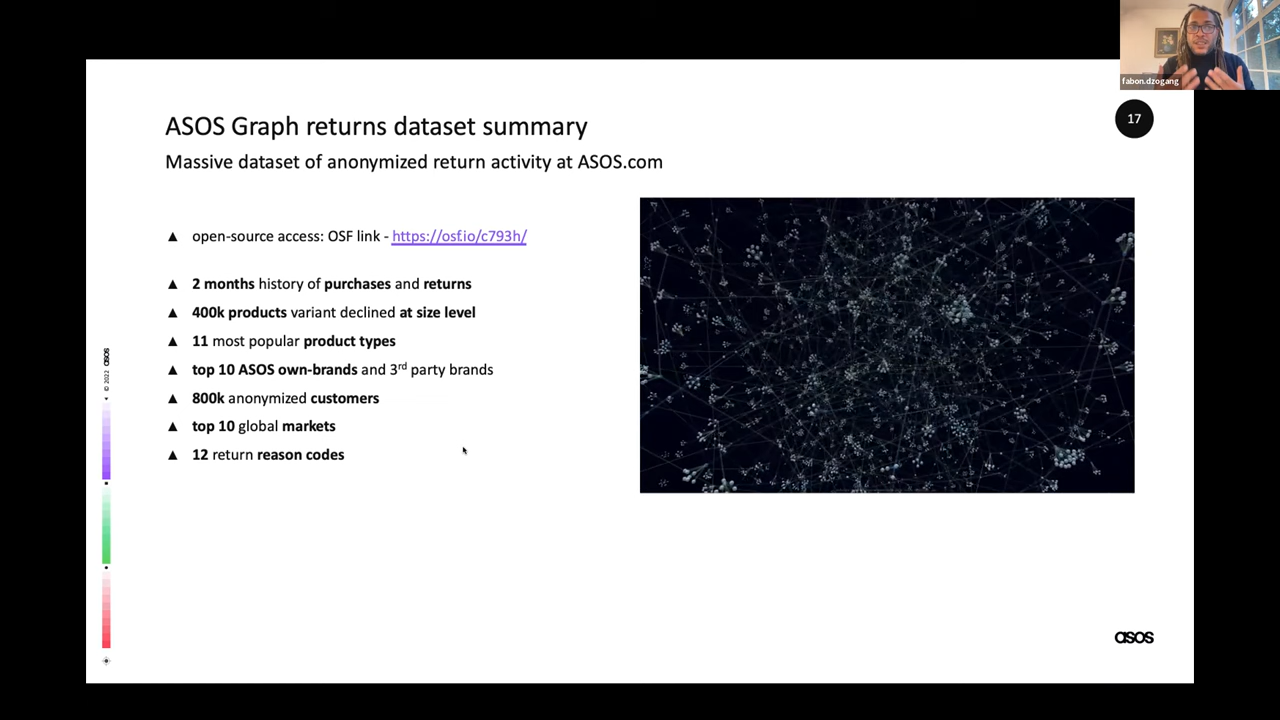 fabon.dzogang
17
ASOS Graph returns dataset summary
Massive dataset of anonymized return activity at ASOS.com
▲ open-source access: OSF link - https://osf.io/c793h/
▲ 2 months history of purchases and returns
▲ 400k products variant declined at size level
▲ 11 most popular product types
▲ top 10 ASOS own-brands and 3rd party brands
▲ 800k anonymized customers
▲ top 10 global markets
▲ 12 return reason codes
© 2022 asos
asos